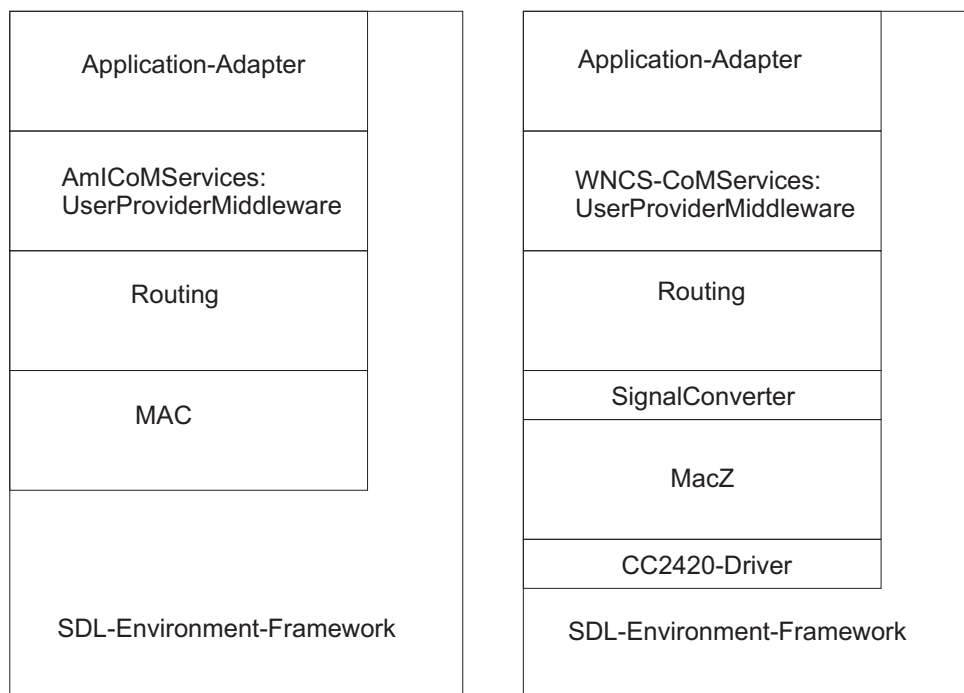 Application-Adapter
AmICoMServices:
UserProviderMiddleware
Routing
MAC
SDL-Environment-Framework
Application-Adapter
WNCS-CoMServices:
UserProviderMiddleware
Routing
SignalConverter
MacZ
CC2420-Driver
SDL-Environment-Framework